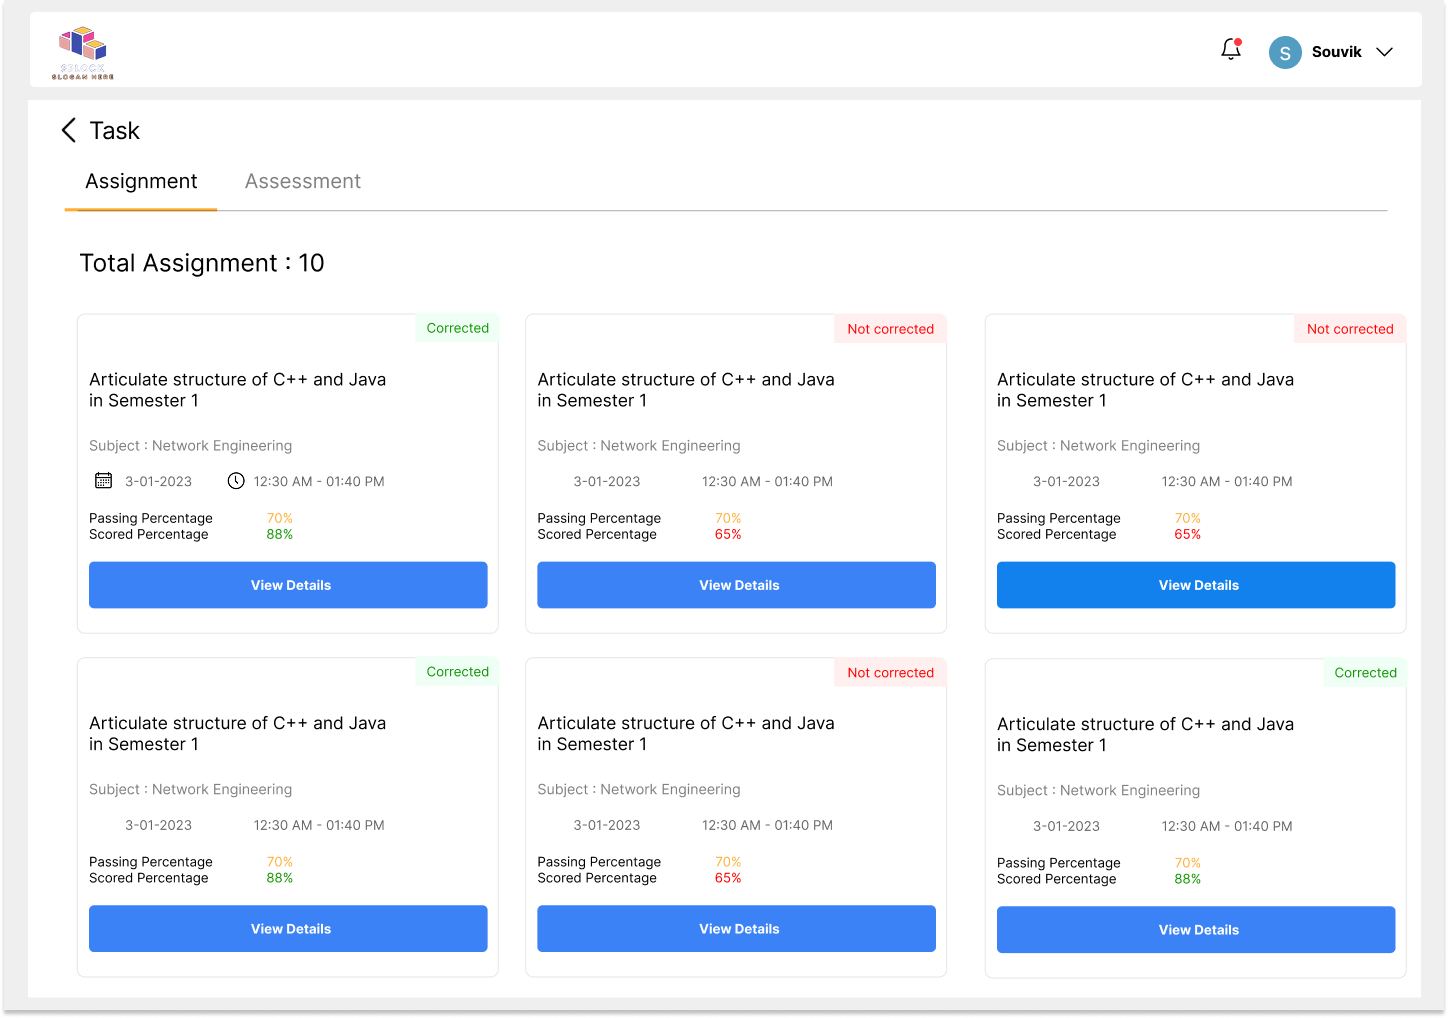 SLOGAN HERE
S
Souvik
Task
Assignment
Assessment
Total Assignment : 10
Corrected
Articulate structure of C++ and Java
in Semester 1
Subject : Network Engineering
3-01-2023
12:30 AM - 01:40 PM
Passing Percentage 70%
Scored Percentage 88%
View Details
Not corrected
Articulate structure of C++ and Java
in Semester 1
Subject : Network Engineering
3-01-2023
12:30 AM - 01:40 PM
Passing Percentage 70%
Scored Percentage 65%
View Details
Not corrected
Articulate structure of C++ and Java
in Semester 1
Subject : Network Engineering
3-01-2023
12:30 AM - 01:40 PM
Passing Percentage 70%
Scored Percentage 65%
View Details
Corrected
Articulate structure of C++ and Java
in Semester 1
Subject : Network Engineering
3-01-2023
12:30 AM - 01:40 PM
Passing Percentage 70%
Scored Percentage 88%
View Details
Not corrected
Articulate structure of C++ and Java
in Semester 1
Subject : Network Engineering
3-01-2023
12:30 AM - 01:40 PM
Passing Percentage 70%
Scored Percentage 65%
View Details
Corrected
Articulate structure of C++ and Java
in Semester 1
Subject : Network Engineering
3-01-2023
12:30 AM - 01:40 PM
Passing Percentage 70%
Scored Percentage 88%
View Details